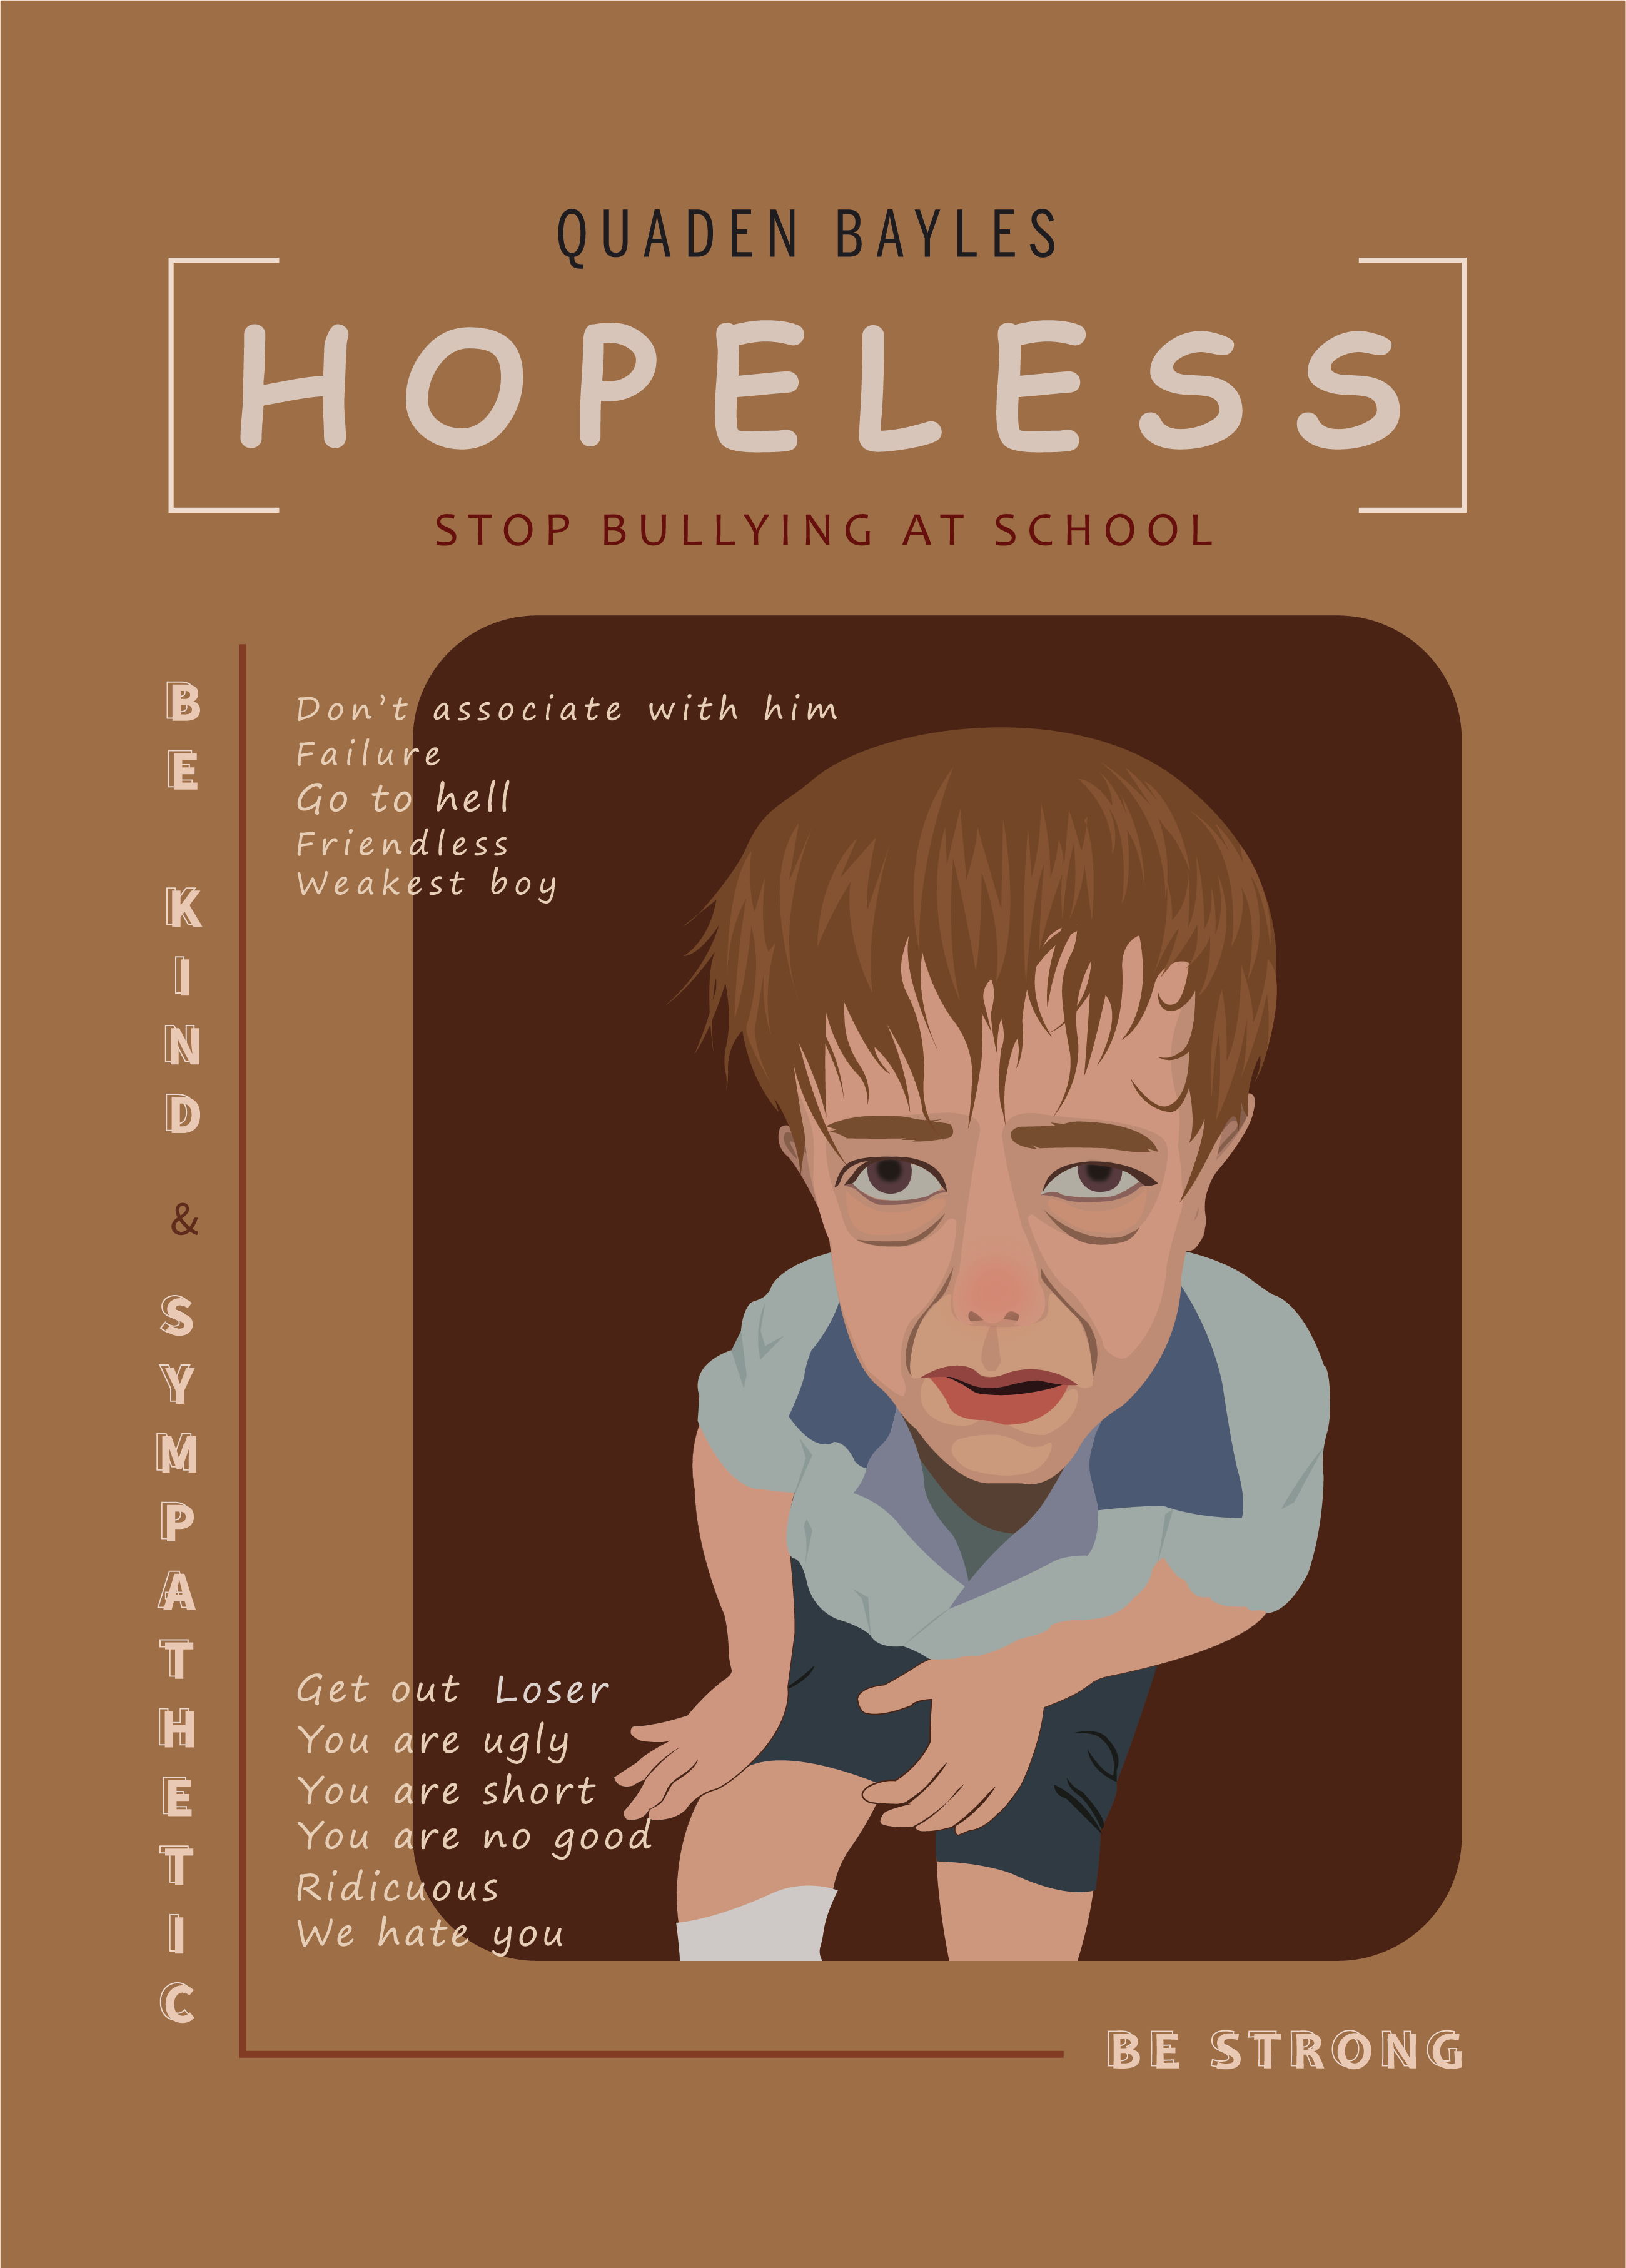 QUADEN BAYLES
HOPELESS
STOP BULLYING AT SCHOOL
BE KIND & SYMPATHETIC
Don't associate with him
Failure
Go to hell
Friendless
Weakest boy
Get out Loser
You are ugly
You are short
You are no good
Ridicuous
We hate you
BE STRONG